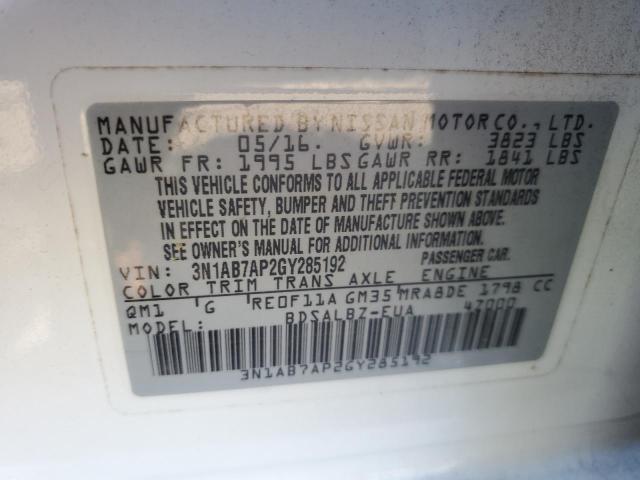 MANUFACTURED BY NISSAN MOTOR CO., LTD.
DATE: 05/16. GVWR: 3823 LBS
GAWR FR: 1995 LBS GAWR RR: 1841 LBS
THIS VEHICLE CONFORMS TO ALL APPLICABLE FEDERAL MOTOR
VEHICLE SAFETY, BUMPER AND THEFT PREVENTION STANDARDS
IN EFFECT ON THE DATE OF MANUFACTURE SHOWN ABOVE.
SEE OWNER'S MANUAL FOR ADDITIONAL INFORMATION.
VIN: 3N1AB7AP2GY285192 PASSENGER CAR.
COLOR TRIM TRANS AXLE ENGINE
QM1 G RE0F11A GM35 MRA8DE 1798 CC
MODEL: BDSALBZ-EUA 47000
3N1AB7AP2GY285192